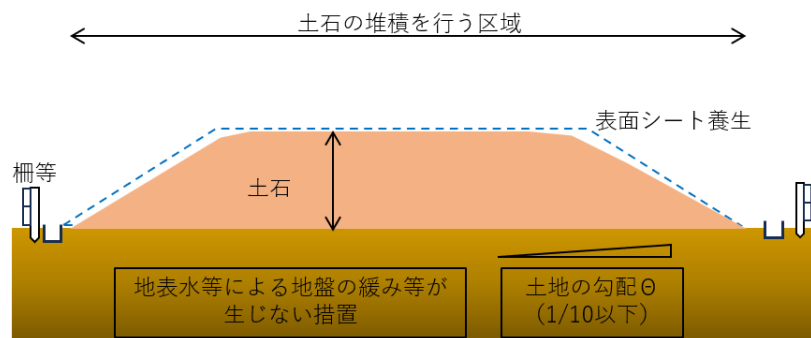 土石の堆積を行う区域
表面シート養生
柵等
土石
地表水等による地盤の緩み等が
生じない措置
土地の勾配Θ
(1/10以下)